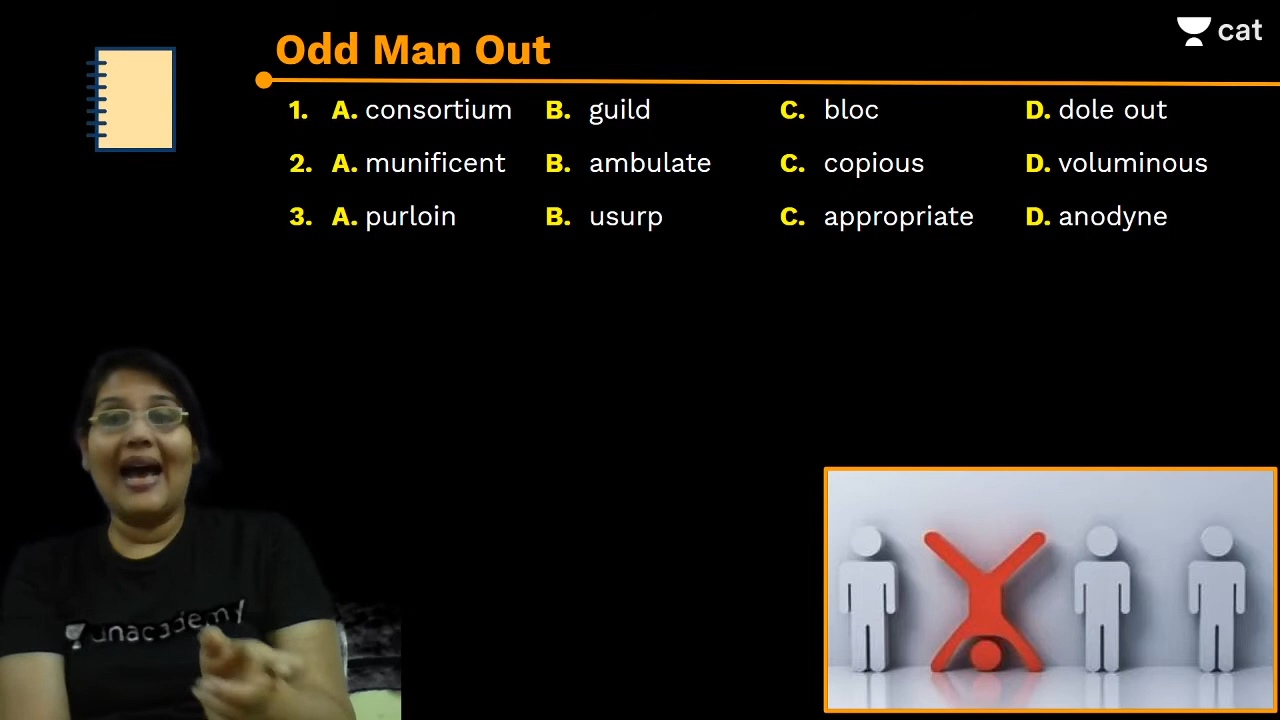 cat
Odd Man Out
1. A. consortium B. guild C. bloc D. dole out
2. A. munificent B. ambulate C. copious D. voluminous
3. A. purloin B. usurp C. appropriate D. anodyne
unacademy